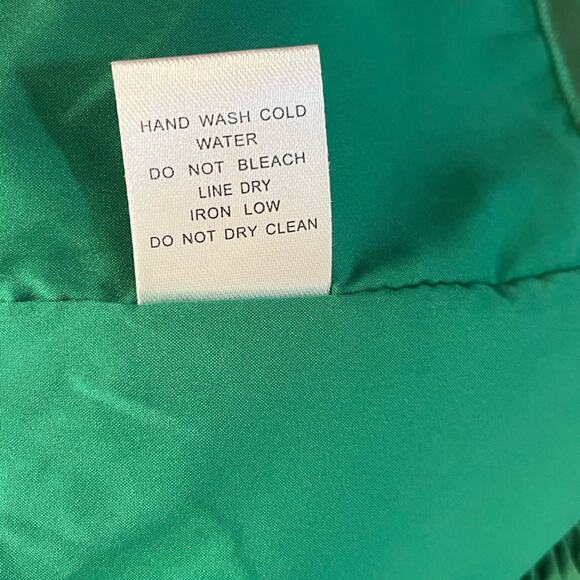 HAND WASH COLD
WATER
DO NOT BLEACH
LINE DRY
IRON LOW
DO NOT DRY CLEAN